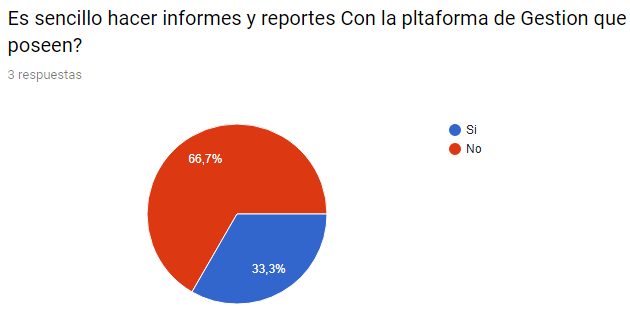 Es sencillo hacer informes y reportes Con la pltaforma de Gestion que
poseen?
3 respuestas
Si
No
66,7%
33,3%